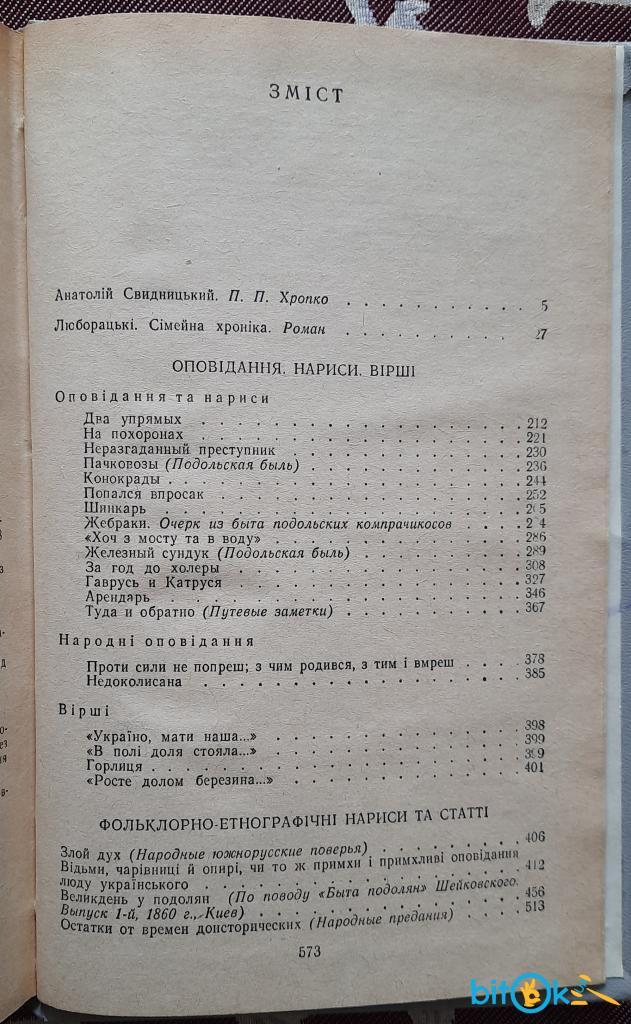 ЗМІСТ
Анатолій Свидницький. П. П. Хропко . . . . . . . . . . 5
Люборацькі. Сімейна хроніка. Роман . . . . . . . . . 27
ОПОВІДАННЯ. НАРИСИ. ВІРШІ
Оповідання та нариси
Два упрямых . . . . . . . . . . 212
На похоронах . . . . . . . . . . 221
Неразгаданный преступник . . . . . . . . . . 230
Пачковозы (Подольская быль) . . . . . . . . . . 236
Конокрады . . . . . . . . . . 244
Попался впросак . . . . . . . . . . 252
Шинкарь . . . . . . . . . .
Жебраки. Очерк из быта подольских компрачикосов . . . .
«Хоч з мосту та в воду» . . . . . . . . . . 286
Железный сундук (Подольская быль) . . . . . . . . . . 289
За год до холеры . . . . . . . . . . 308
Гаврусь и Катруся . . . . . . . . . . 327
Арендарь . . . . . . . . . . 346
Туда и обратно (Путевые заметки) . . . . . . . . . . 367
Народні оповідання
Проти сили не попреш; з чим родився, з тим і вмреш . . . . 378
Недоколисана . . . . . . . . . . 385
Вірші
«Україно, мати наша...» . . . . . . . . . . 398
«В полі доля стояла...» . . . . . . . . . . 399
Горлиця . . . . . . . . . .
«Росте долом березина...» . . . . . . . . . . 401
ФОЛЬКЛОРНО-ЕТНОГРАФІЧНІ НАРИСИ ТА СТАТТІ
Злой дух (Народные южнорусские поверья) . . . . . . . . 406
Відьми, чарівниці й опирі, чи то ж примхи і примхливі оповідання
люду українського . . . . . . . . . . 412
Великдень у подолян (По поводу «Быта подолян» Шейковского.
Выпуск 1-й, 1860 г., Киев) . . . . . . . . . . 456
Остатки от времен доисторических (Народные предания) . . . . 513
573
bitok